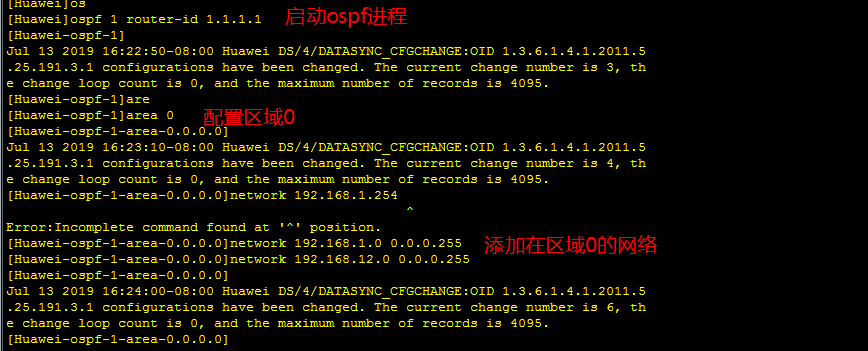 [Huawei]os
[Huawei]ospf 1 router-id 1.1.1.1 启动ospf进程
[Huawei-ospf-1]
Jul 13 2019 16:22:50-08:00 Huawei DS/4/DATASYNC_CFGCHANGE:OID 1.3.6.1.4.1.2011.5
.25.191.3.1 configurations have been changed. The current change number is 3, th
e change loop count is 0, and the maximum number of records is 4095.
[Huawei-ospf-1]are
[Huawei-ospf-1]area 0 配置区域0
[Huawei-ospf-1-area-0.0.0.0]
Jul 13 2019 16:23:10-08:00 Huawei DS/4/DATASYNC_CFGCHANGE:OID 1.3.6.1.4.1.2011.5
.25.191.3.1 configurations have been changed. The current change number is 4, th
e change loop count is 0, and the maximum number of records is 4095.
[Huawei-ospf-1-area-0.0.0.0]network 192.168.1.254
^
Error:Incomplete command found at '^' position.
[Huawei-ospf-1-area-0.0.0.0]network 192.168.1.0 0.0.0.255 添加在区域0的网络
[Huawei-ospf-1-area-0.0.0.0]network 192.168.12.0 0.0.0.255
[Huawei-ospf-1-area-0.0.0.0]
Jul 13 2019 16:24:00-08:00 Huawei DS/4/DATASYNC_CFGCHANGE:OID 1.3.6.1.4.1.2011.5
.25.191.3.1 configurations have been changed. The current change number is 6, th
e change loop count is 0, and the maximum number of records is 4095.
[Huawei-ospf-1-area-0.0.0.0]